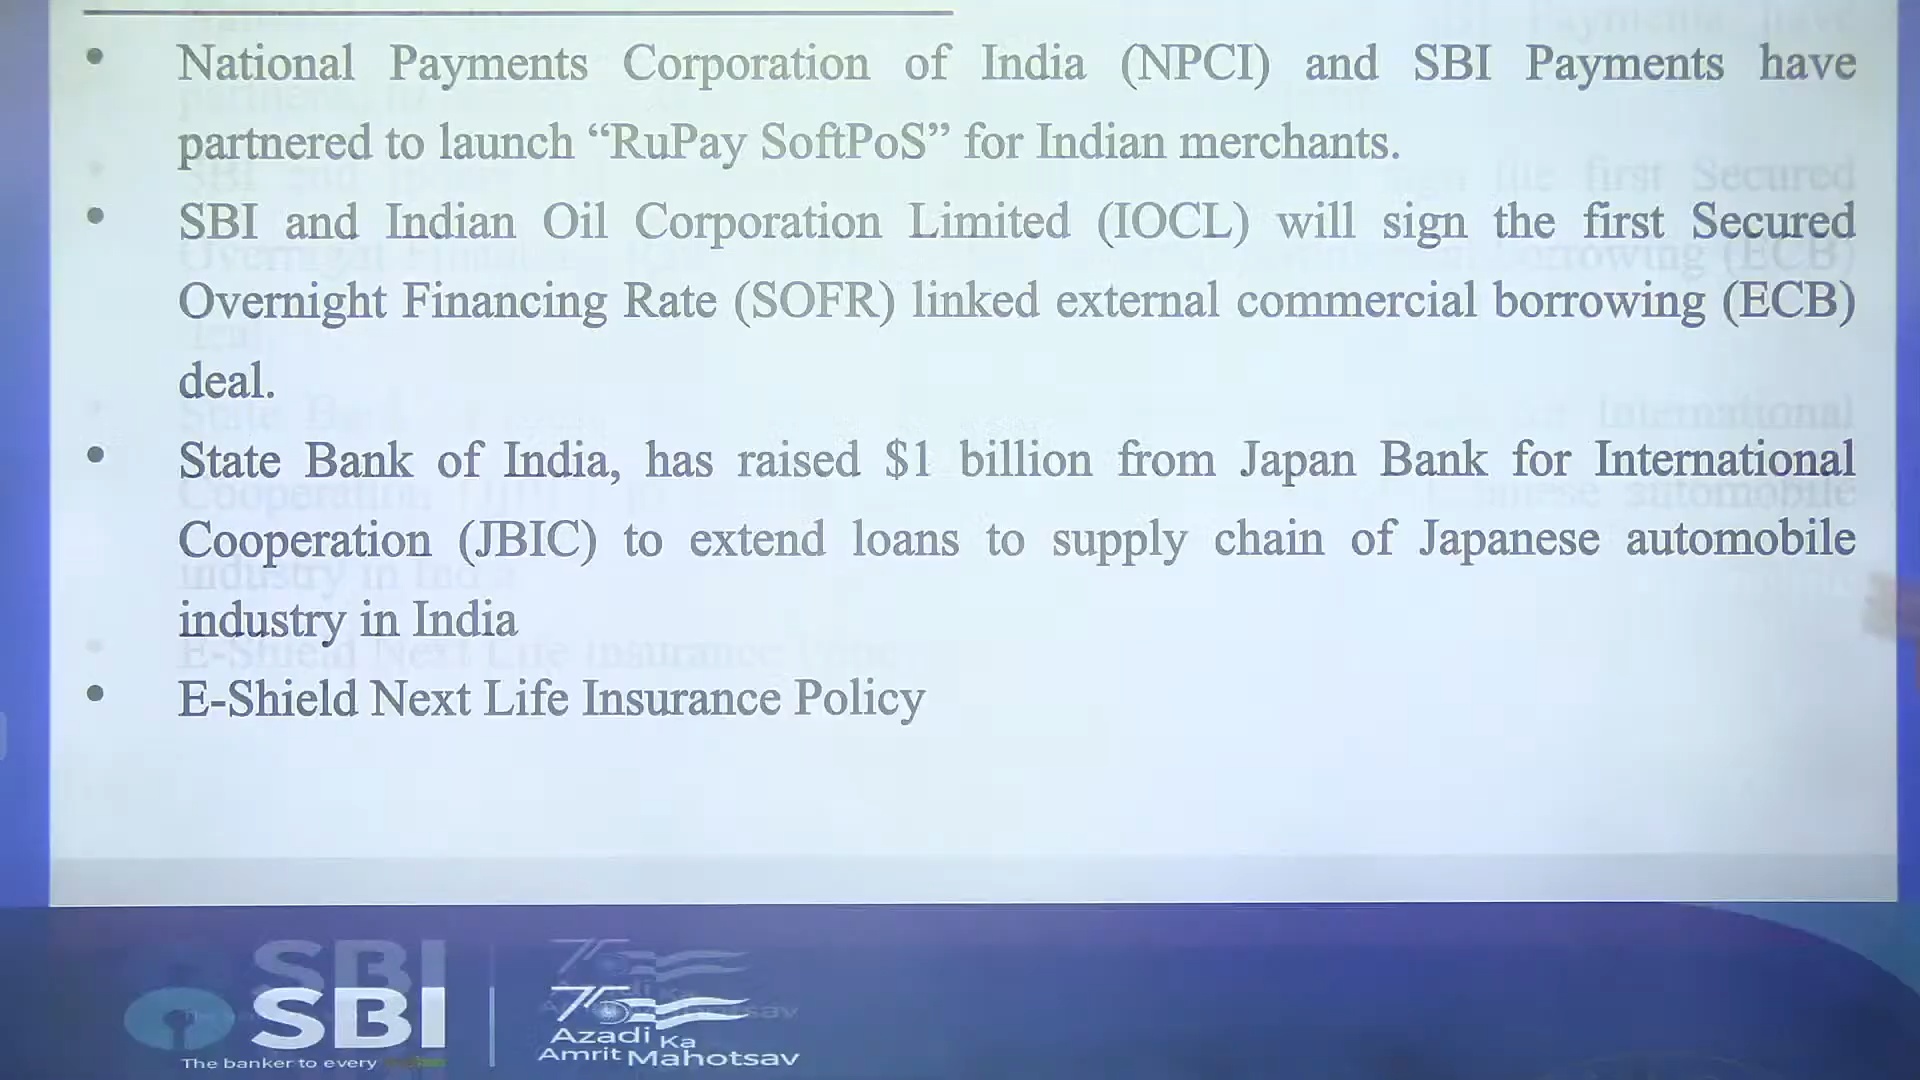 • National Payments Corporation of India (NPCI) and SBI Payments have
partnered to launch “RuPay SoftPoS” for Indian merchants.
• SBI and Indian Oil Corporation Limited (IOCL) will sign the first Secured
Overnight Financing Rate (SOFR) linked external commercial borrowing (ECB)
deal.
• State Bank of India, has raised $1 billion from Japan Bank for International
Cooperation (JBIC) to extend loans to supply chain of Japanese automobile
industry in India
• E-Shield Next Life Insurance Policy
SBI
The banker to every
75
Azadi Ka
Amrit Mahotsav